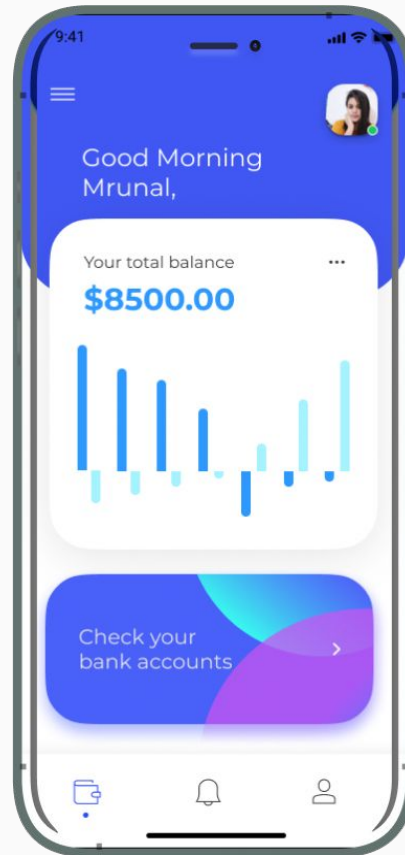 9:41
Good Morning
Mrunal,
Your total balance
$8500.00
Check your
bank accounts